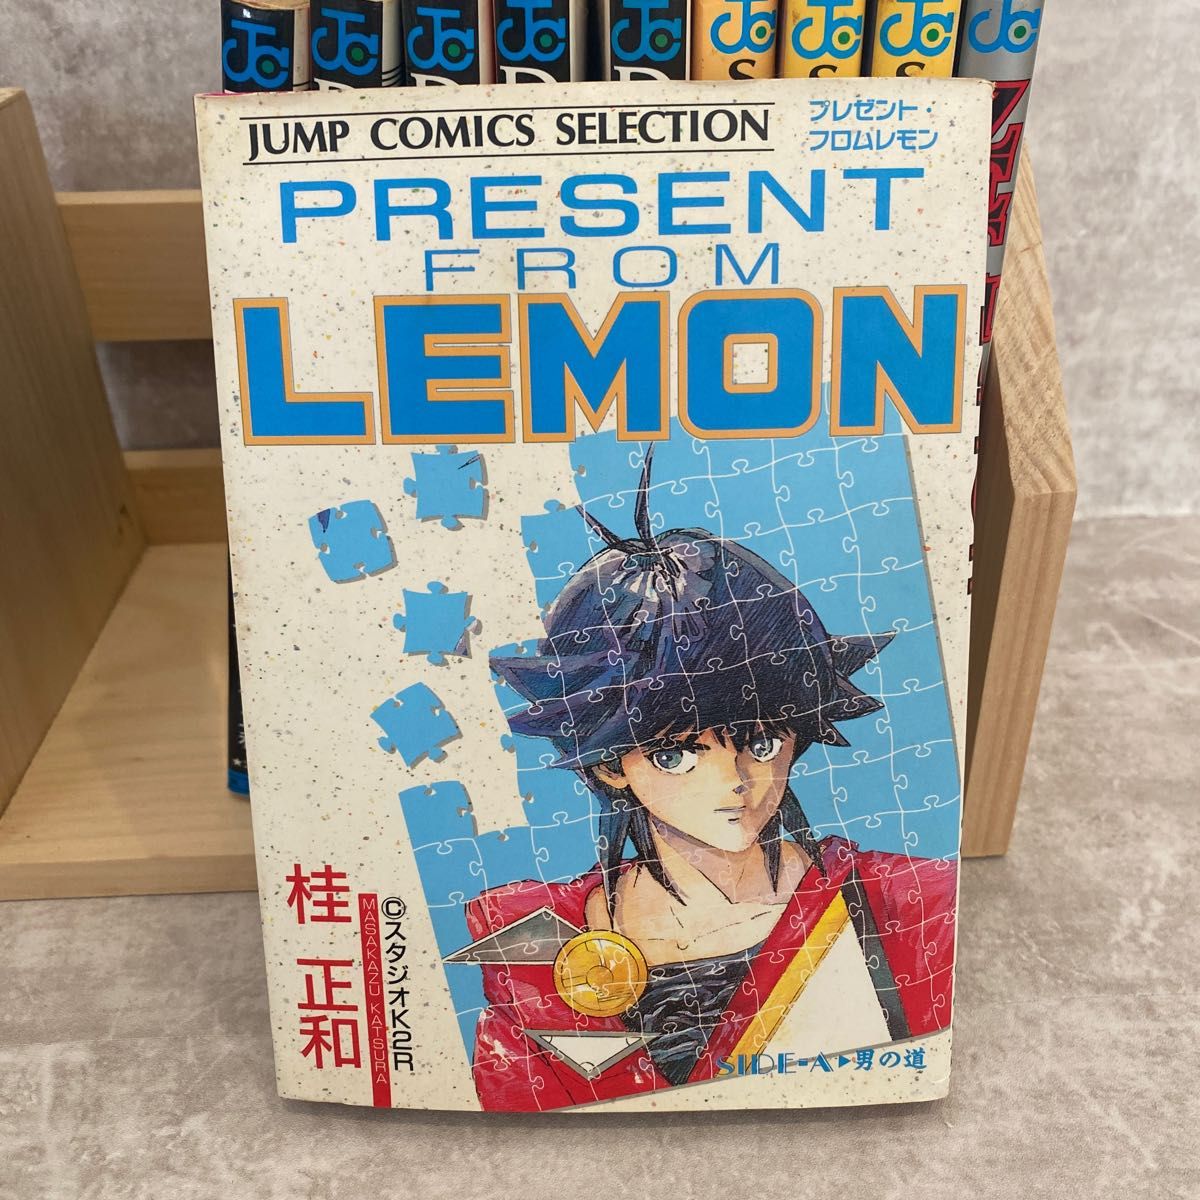 JUMP COMICS SELECTION
プレゼント・
フロムレモン
PRESENT
FROM
LEMON
桂正和
MASAKAZU KATSURA
©スタジオK2R
SIDE-A▶男の道